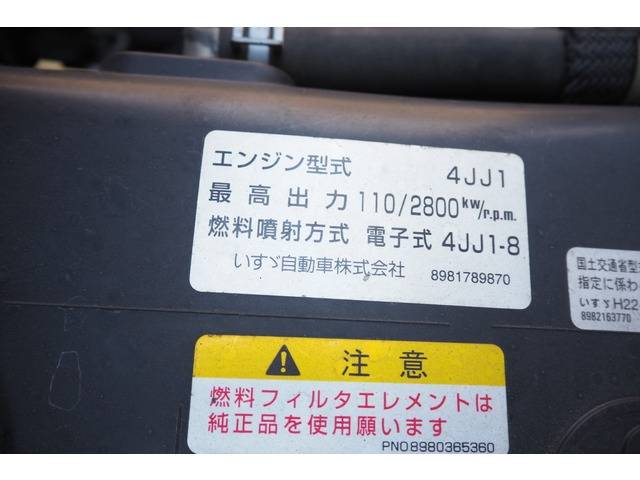 エンジン型式 4JJ1
最高出力 110/2800 kw/r.p.m.
燃料噴射方式 電子式 4JJ1-8
いすゞ自動車株式会社 8981789870
国土交通省型
指定に係わ
いすゞH22
8982163770
注意
燃料フィルタエレメントは
純正品を使用願います
PNO8980365360